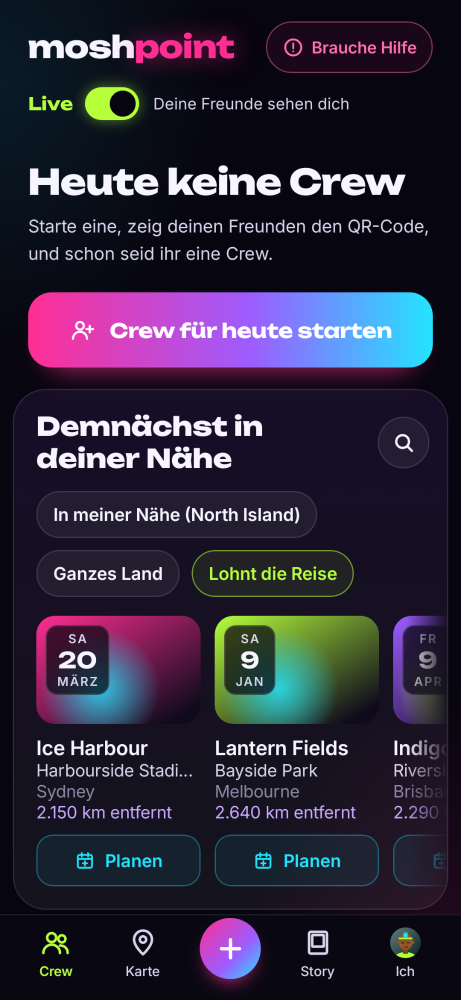 moshpoint
Brauche Hilfe
Live
Deine Freunde sehen dich
Heute keine Crew
Starte eine, zeig deinen Freunden den QR-Code,
und schon seid ihr eine Crew.
Crew für heute starten
Demnächst in
deiner Nähe
In meiner Nähe (North Island)
Ganzes Land
Lohnt die Reise
SA
20
MÄRZ
Ice Harbour
Harbourside Stadi...
Sydney
2.150 km entfernt
Planen
SA
9
JAN
Lantern Fields
Bayside Park
Melbourne
2.640 km entfernt
Planen
FR
9
APR
2.290
Crew
Karte
Story
Ich